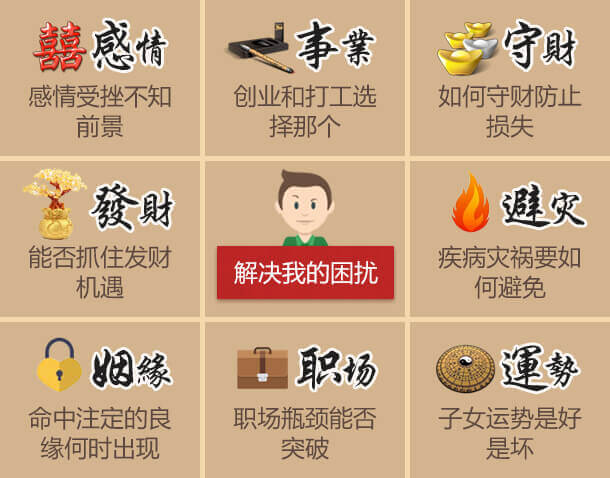 囍感情
感情受挫不知
前景
事業
创业和打工选
择那个
守財
如何守财防止
损失
發財
能否抓住发财
机遇
解决我的困扰
避灾
疾病灾祸要如
何避免
姻緣
命中注定的良
缘何时出现
职场
职场瓶颈能否
突破
運勢
子女运势是好
是坏